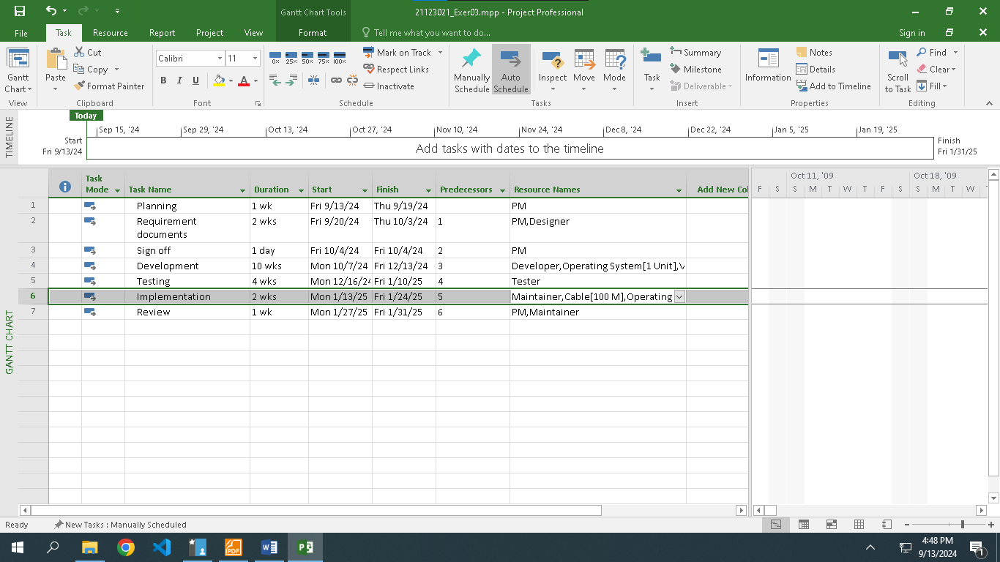 Gantt Chart Tools
21123021_Exer03.mpp - Project Professional
File Task Resource Report Project View Format Tell me what you want to do... Sign in
Gantt Chart
View
Paste
Cut
Copy
Format Painter
Clipboard
Calibri 11
B I U A
Font
0% 25% 50% 75% 100%
Mark on Track
Respect Links
Inactivate
Schedule
Manually Schedule
Auto Schedule
Inspect
Move
Mode
Tasks
Task
Summary
Milestone
Deliverable
Insert
Information
Notes
Details
Add to Timeline
Properties
Scroll to Task
Find
Clear
Fill
Editing
TIMELINE
Today
Sep 15, '24 Sep 29, '24 Oct 13, '24 Oct 27, '24 Nov 10, '24 Nov 24, '24 Dec 8, '24 Dec 22, '24 Jan 5, '25 Jan 19, '25
Start
Fri 9/13/24
Add tasks with dates to the timeline
Finish
Fri 1/31/25
GANTT CHART
Task Mode Task Name Duration Start Finish Predecessors Resource Names Add New Col
Oct 11, '09 Oct 18, '09
F S S M T W T F S S M T W T
1 Planning 1 wk Fri 9/13/24 Thu 9/19/24 PM
2 Requirement documents 2 wks Fri 9/20/24 Thu 10/3/24 1 PM,Designer
3 Sign off 1 day Fri 10/4/24 Fri 10/4/24 2 PM
4 Development 10 wks Mon 10/7/24 Fri 12/13/24 3 Developer,Operating System[1 Unit],
5 Testing 4 wks Mon 12/16/24 Fri 1/10/25 4 Tester
6 Implementation 2 wks Mon 1/13/25 Fri 1/24/25 5 Maintainer,Cable[100 M],Operating
7 Review 1 wk Mon 1/27/25 Fri 1/31/25 6 PM,Maintainer
Ready New Tasks : Manually Scheduled
PDF
4:48 PM
9/13/2024
1